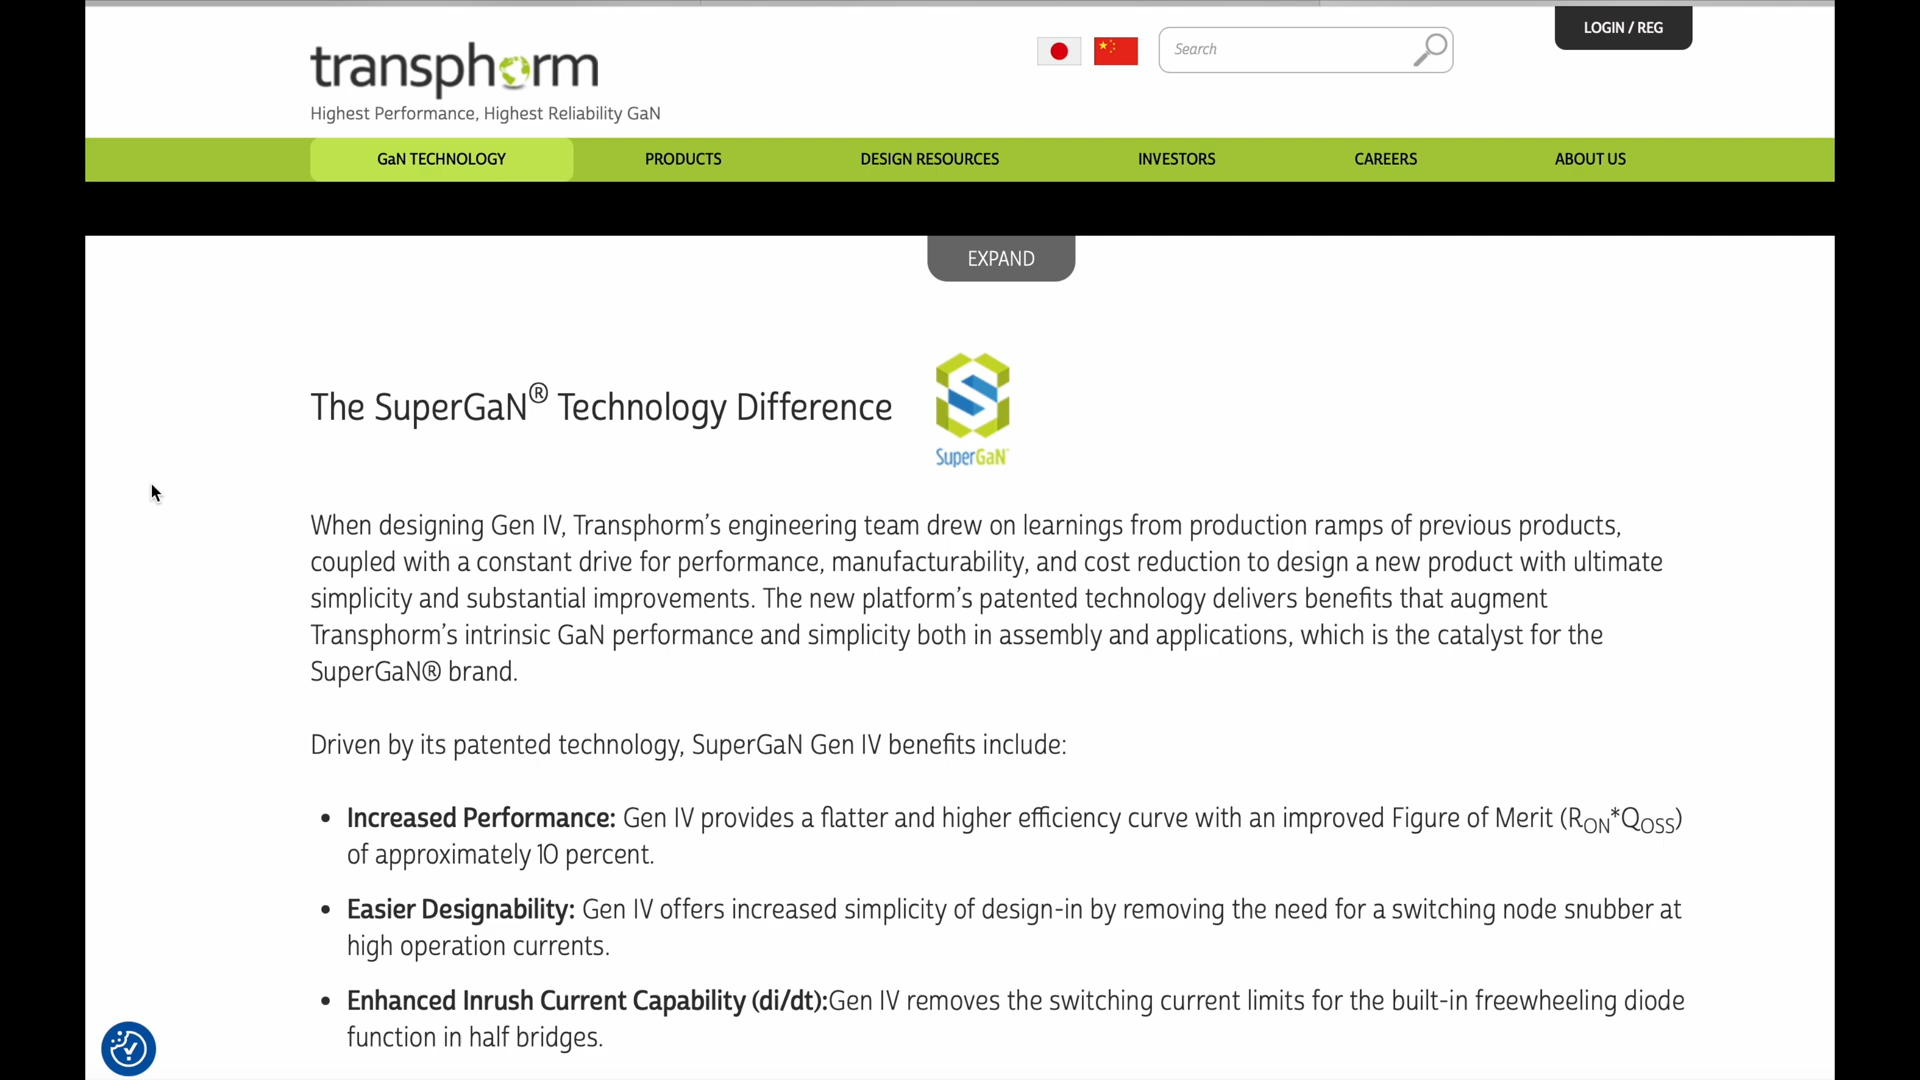 LOGIN / REG
transphorm
Search
Highest Performance, Highest Reliability GaN
GaN TECHNOLOGY
PRODUCTS
DESIGN RESOURCES
INVESTORS
CAREERS
ABOUT US
EXPAND
The SuperGaN® Technology Difference
SuperGaN
When designing Gen IV, Transphorm’s engineering team drew on learnings from production ramps of previous products,
coupled with a constant drive for performance, manufacturability, and cost reduction to design a new product with ultimate
simplicity and substantial improvements. The new platform’s patented technology delivers benefits that augment
Transphorm’s intrinsic GaN performance and simplicity both in assembly and applications, which is the catalyst for the
SuperGaN® brand.
Driven by its patented technology, SuperGaN Gen IV benefits include:
• Increased Performance: Gen IV provides a flatter and higher efficiency curve with an improved Figure of Merit (RON*QOSS)
of approximately 10 percent.
• Easier Designability: Gen IV offers increased simplicity of design-in by removing the need for a switching node snubber at
high operation currents.
• Enhanced Inrush Current Capability (di/dt):Gen IV removes the switching current limits for the built-in freewheeling diode
function in half bridges.